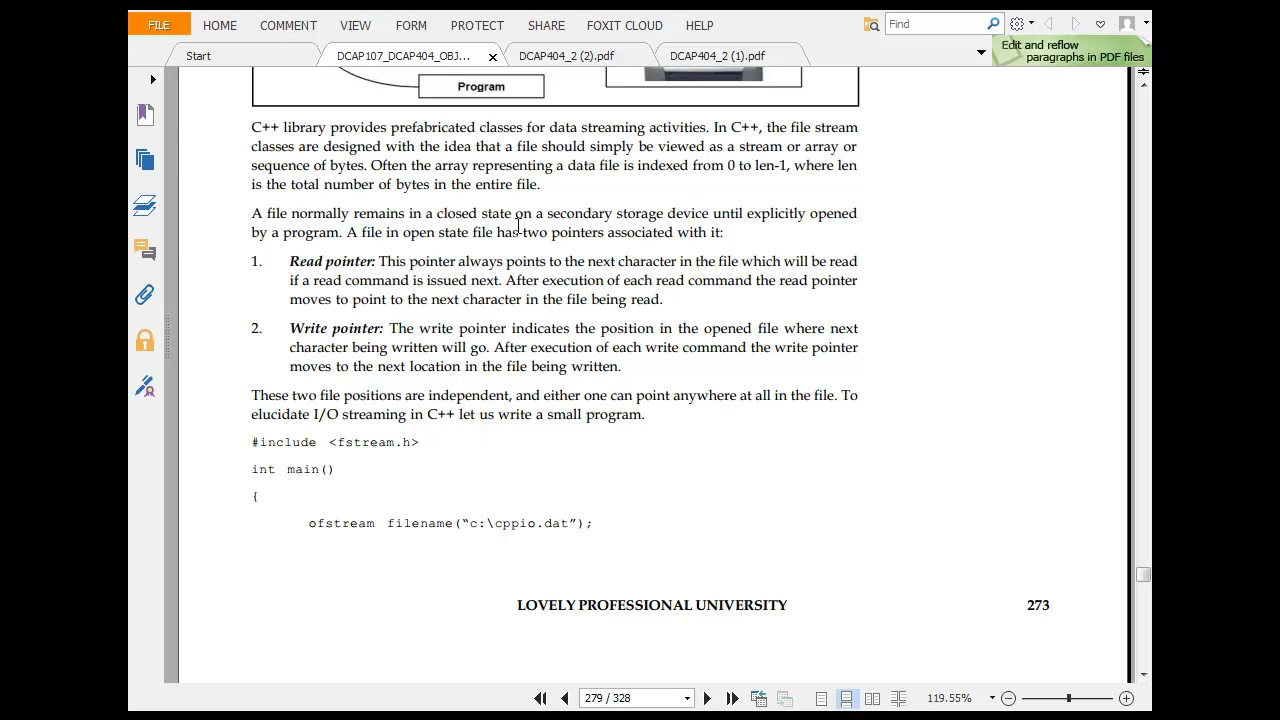 FILE HOME COMMENT VIEW FORM PROTECT SHARE FOXIT CLOUD HELP Find
Start DCAP107_DCAP404_OBJ... DCAP404_2 (2).pdf DCAP404_2 (1).pdf
Edit and reflow
paragraphs in PDF files
Program
C++ library provides prefabricated classes for data streaming activities. In C++, the file stream
classes are designed with the idea that a file should simply be viewed as a stream or array or
sequence of bytes. Often the array representing a data file is indexed from 0 to len-1, where len
is the total number of bytes in the entire file.
A file normally remains in a closed state on a secondary storage device until explicitly opened
by a program. A file in open state file has two pointers associated with it:
1. Read pointer: This pointer always points to the next character in the file which will be read
if a read command is issued next. After execution of each read command the read pointer
moves to point to the next character in the file being read.
2. Write pointer: The write pointer indicates the position in the opened file where next
character being written will go. After execution of each write command the write pointer
moves to the next location in the file being written.
These two file positions are independent, and either one can point anywhere at all in the file. To
elucidate I/O streaming in C++ let us write a small program.
#include <fstream.h>
int main()
{
ofstream filename(“c:\cppio.dat”);
LOVELY PROFESSIONAL UNIVERSITY 273
279 / 328 119.55%